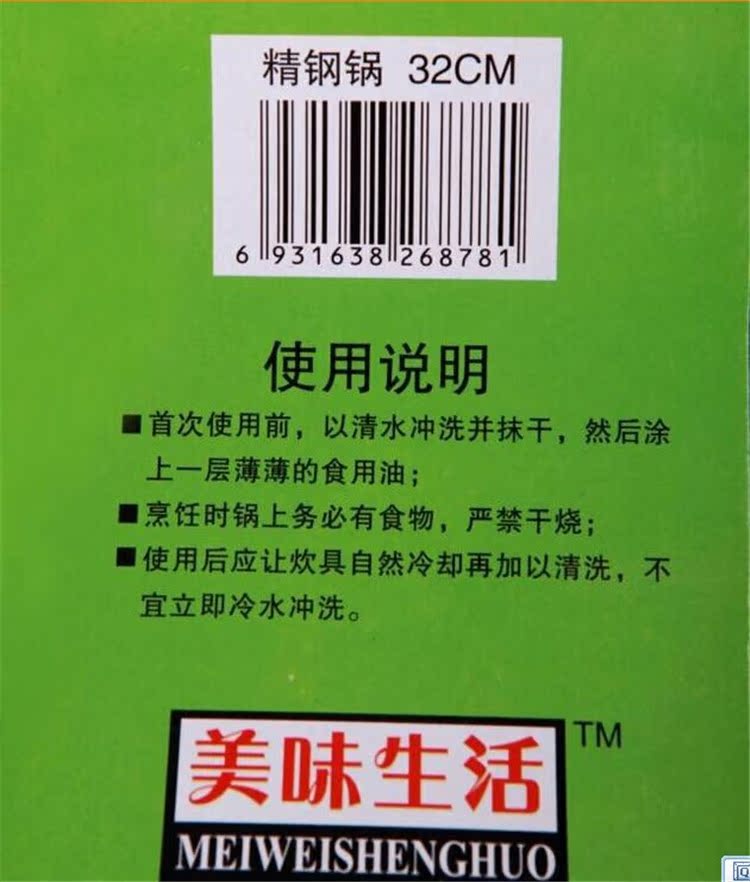 精钢锅 32CM
6 931638 268781
使用说明
■首次使用前，以清水冲洗并抹干，然后涂
上一层薄薄的食用油；
■烹饪时锅上务必有食物，严禁干烧；
■使用后应让炊具自然冷却再加以清洗，不
宜立即冷水冲洗。
美味生活 TM
MEIWEISHENGHUO